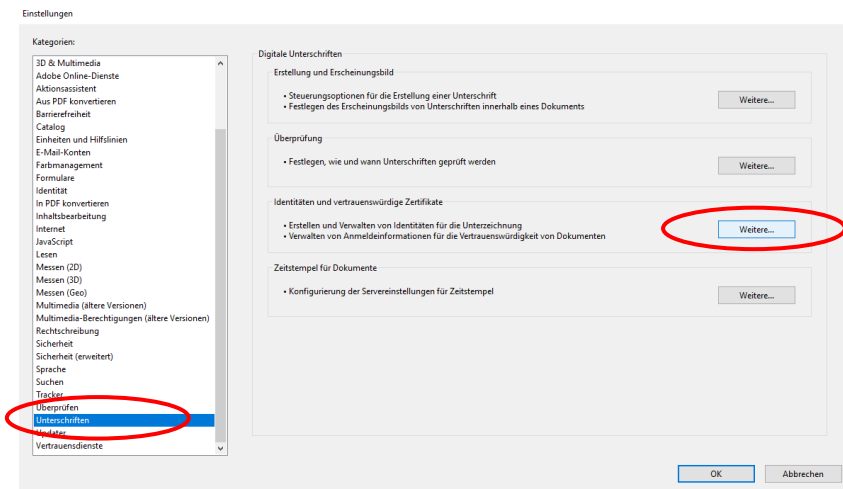 Einstellungen
Kategorien:
3D & Multimedia
Adobe Online-Dienste
Aktionsassistent
Aus PDF konvertieren
Barrierefreiheit
Catalog
Einheiten und Hilfslinien
E-Mail-Konten
Farbmanagement
Formulare
Identität
In PDF konvertieren
Inhaltsbearbeitung
Internet
JavaScript
Lesen
Messen (2D)
Messen (3D)
Messen (Geo)
Multimedia (ältere Versionen)
Multimedia-Berechtigungen (ältere Versionen)
Rechtschreibung
Sicherheit
Sicherheit (erweitert)
Sprache
Suchen
Tracker
Überprüfen
Unterschriften
Updater
Vertrauensdienste
Digitale Unterschriften
Erstellung und Erscheinungsbild
• Steuerungsoptionen für die Erstellung einer Unterschrift
• Festlegen des Erscheinungsbilds von Unterschriften innerhalb eines Dokuments
Weitere...
Überprüfung
• Festlegen, wie und wann Unterschriften geprüft werden
Weitere...
Identitäten und vertrauenswürdige Zertifikate
• Erstellen und Verwalten von Identitäten für die Unterzeichnung
• Verwalten von Anmeldeinformationen für die Vertrauenswürdigkeit von Dokumenten
Weitere...
Zeitstempel für Dokumente
• Konfigurierung der Servereinstellungen für Zeitstempel
Weitere...
OK
Abbrechen